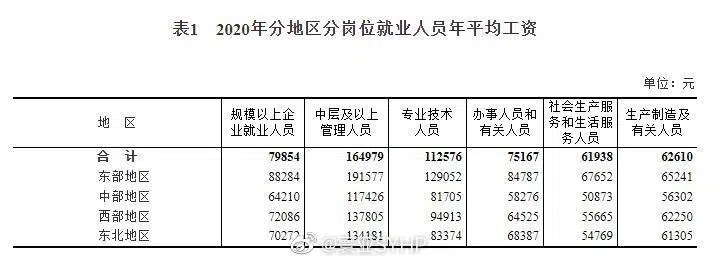 表1 2020年分地区分岗位就业人员年平均工资
单位：元
地 区 规模以上企业就业人员 中层及以上管理人员 专业技术人员 办事人员和有关人员 社会生产服务和生活服务人员 生产制造及有关人员
合 计 79854 164979 112576 75167 61938 62610
东部地区 88284 191577 129052 84787 67652 65241
中部地区 64210 117426 81705 58276 50873 56302
西部地区 72086 137805 94913 64525 55665 62250
东北地区 70272 134181 83374 68387 54769 61305